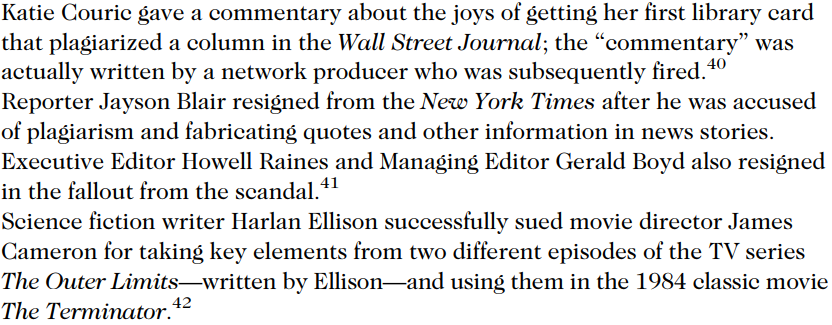 Katie Couric gave a commentary about the joys of getting her first library card
that plagiarized a column in the Wall Street Journal; the “commentary” was
actually written by a network producer who was subsequently fired.40
Reporter Jayson Blair resigned from the New York Times after he was accused
of plagiarism and fabricating quotes and other information in news stories.
Executive Editor Howell Raines and Managing Editor Gerald Boyd also resigned
in the fallout from the scandal.41
Science fiction writer Harlan Ellison successfully sued movie director James
Cameron for taking key elements from two different episodes of the TV series
The Outer Limits—written by Ellison—and using them in the 1984 classic movie
The Terminator.42